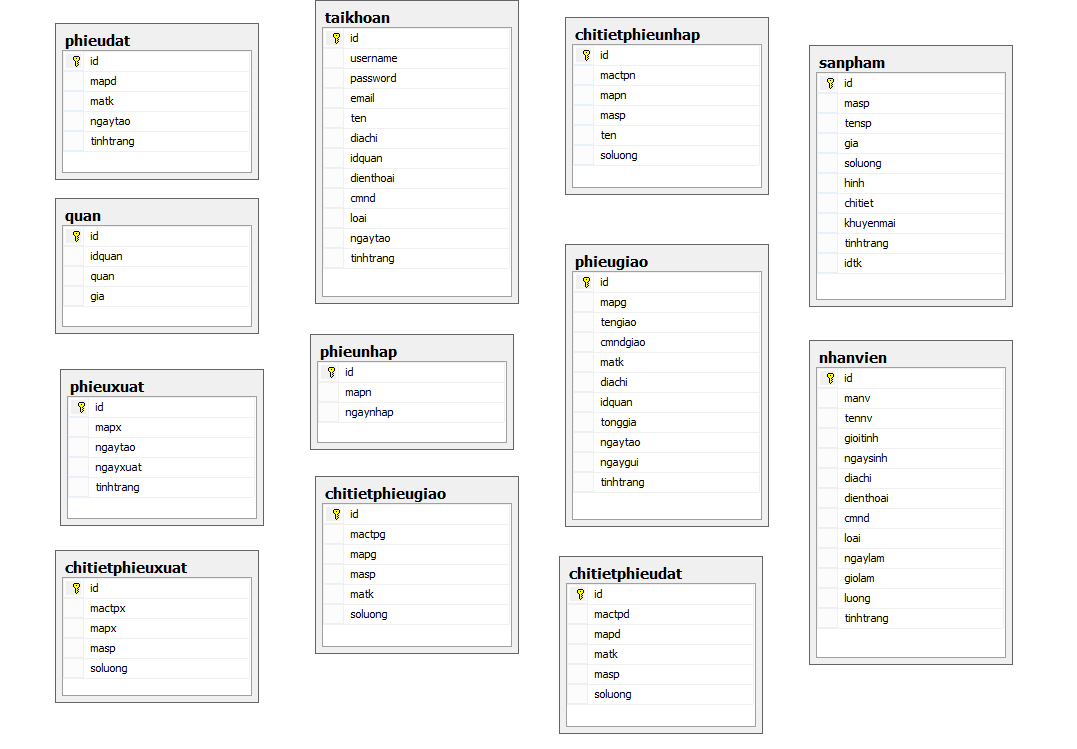 phieudat
id
mapd
matk
ngaytao
tinhtrang
quan
id
idquan
quan
gia
phieuxuat
id
mapx
ngaytao
ngayxuat
tinhtrang
chitietphieuxuat
id
mactpx
mapx
masp
soluong
taikhoan
id
username
password
email
ten
diachi
idquan
dienthoai
cmnd
loai
ngaytao
tinhtrang
phieunhap
id
mapn
ngaynhap
chitietphieugiao
id
mactpg
mapg
masp
matk
soluong
chitietphieunhap
id
mactpn
mapn
masp
ten
soluong
phieugiao
id
mapg
tengiao
cmndgiao
matk
diachi
idquan
tonggia
ngaytao
ngaygui
tinhtrang
chitietphieudat
id
mactpd
mapd
matk
masp
soluong
sanpham
id
masp
tensp
gia
soluong
hinh
chitiet
khuyenmai
tinhtrang
idtk
nhanvien
id
manv
tennv
gioitinh
ngaysinh
diachi
dienthoai
cmnd
loai
ngaylam
giolam
luong
tinhtrang